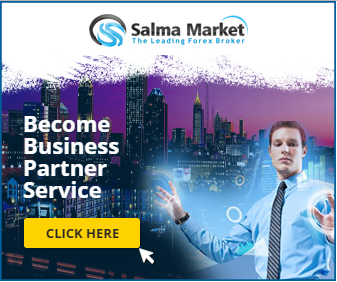 Salma Market
The Leading Forex Broker
Become
Business
Partner
Service
CLICK HERE